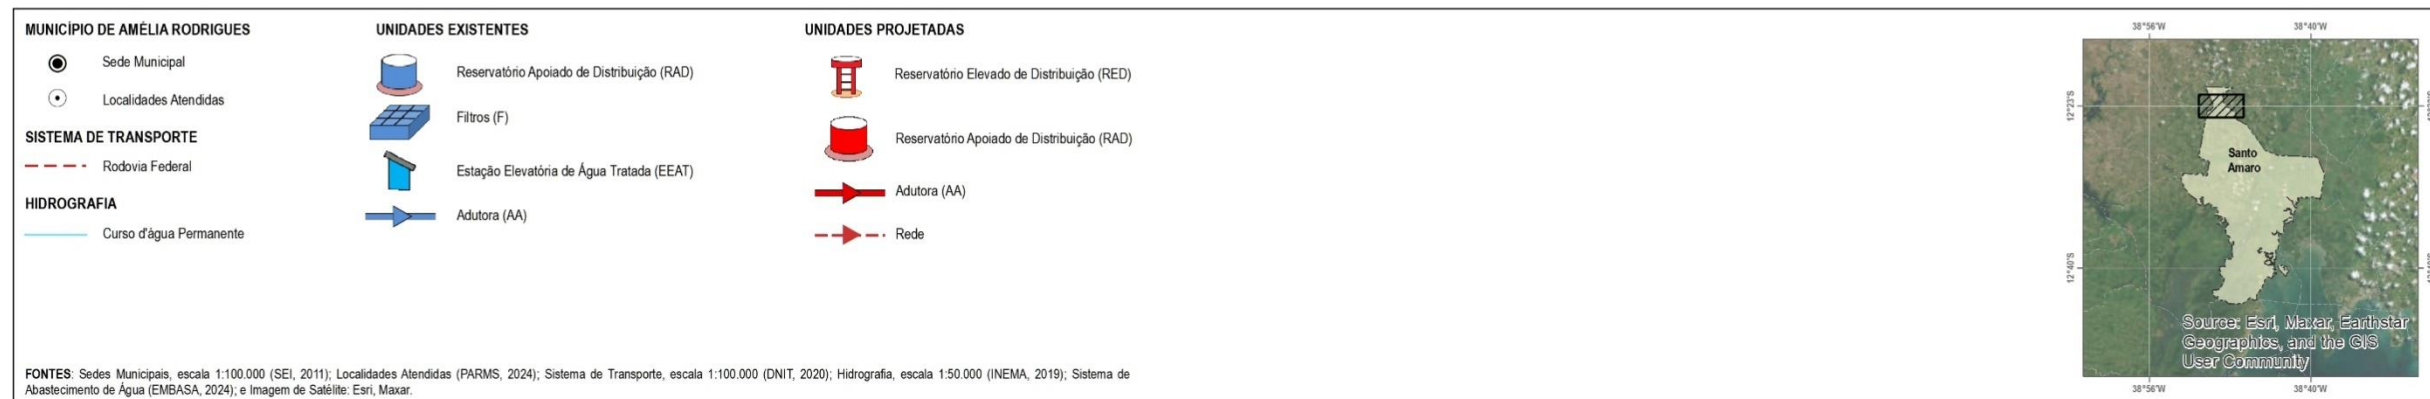 MUNICÍPIO DE AMÉLIA RODRIGUES
Sede Municipal
Localidades Atendidas
SISTEMA DE TRANSPORTE
Rodovia Federal
HIDROGRAFIA
Curso d'água Permanente
UNIDADES EXISTENTES
Reservatório Apoiado de Distribuição (RAD)
Filtros (F)
Estação Elevatória de Água Tratada (EEAT)
Adutora (AA)
UNIDADES PROJETADAS
Reservatório Elevado de Distribuição (RED)
Reservatório Apoiado de Distribuição (RAD)
Adutora (AA)
Rede
FONTES: Sedes Municipais, escala 1:100.000 (SEI, 2011); Localidades Atendidas (PARMS, 2024); Sistema de Transporte, escala 1:100.000 (DNIT, 2020); Hidrografia, escala 1:50.000 (INEMA, 2019); Sistema de
Abastecimento de Água (EMBASA, 2024); e Imagem de Satélite: Esri, Maxar.
38°56'W 38°40'W
12°23'S
Santo
Amaro
12°40'S
Source: Esri, Maxar, Earthstar
Geographics, and the GIS
User Community
38°56'W 38°40'W